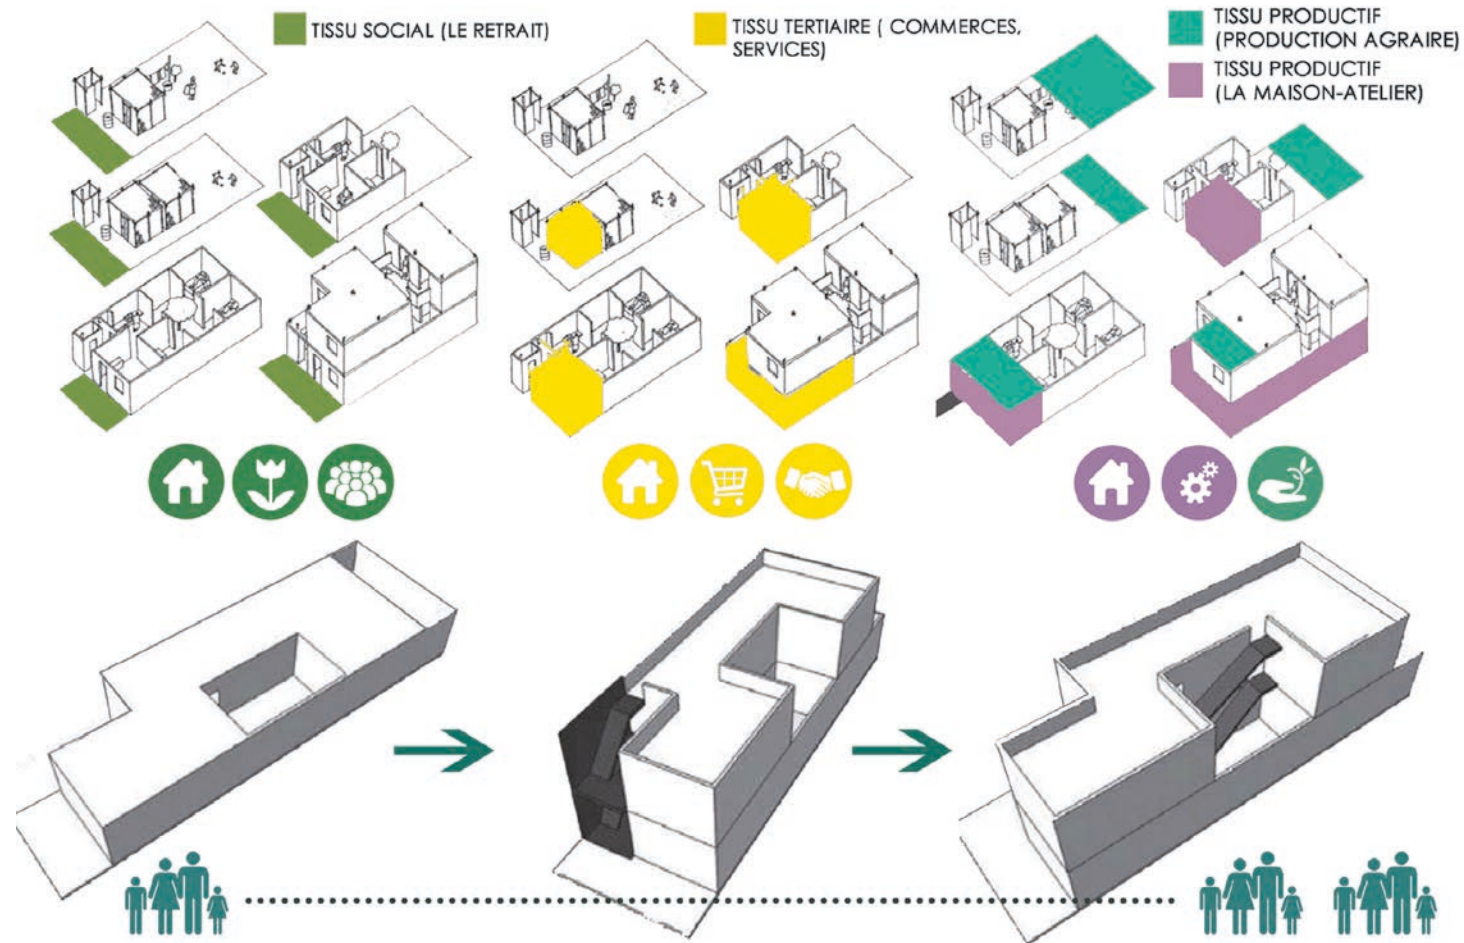 TISSU SOCIAL (LE RETRAIT)
TISSU TERTIAIRE ( COMMERCES,
SERVICES)
TISSU PRODUCTIF
(PRODUCTION AGRAIRE)
TISSU PRODUCTIF
(LA MAISON-ATELIER)